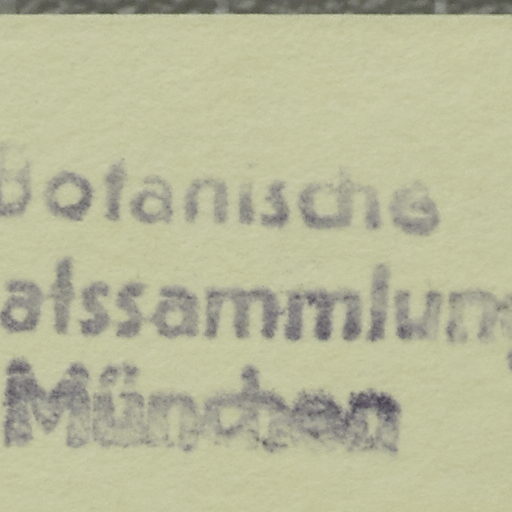 Botanische
atssammlung
München